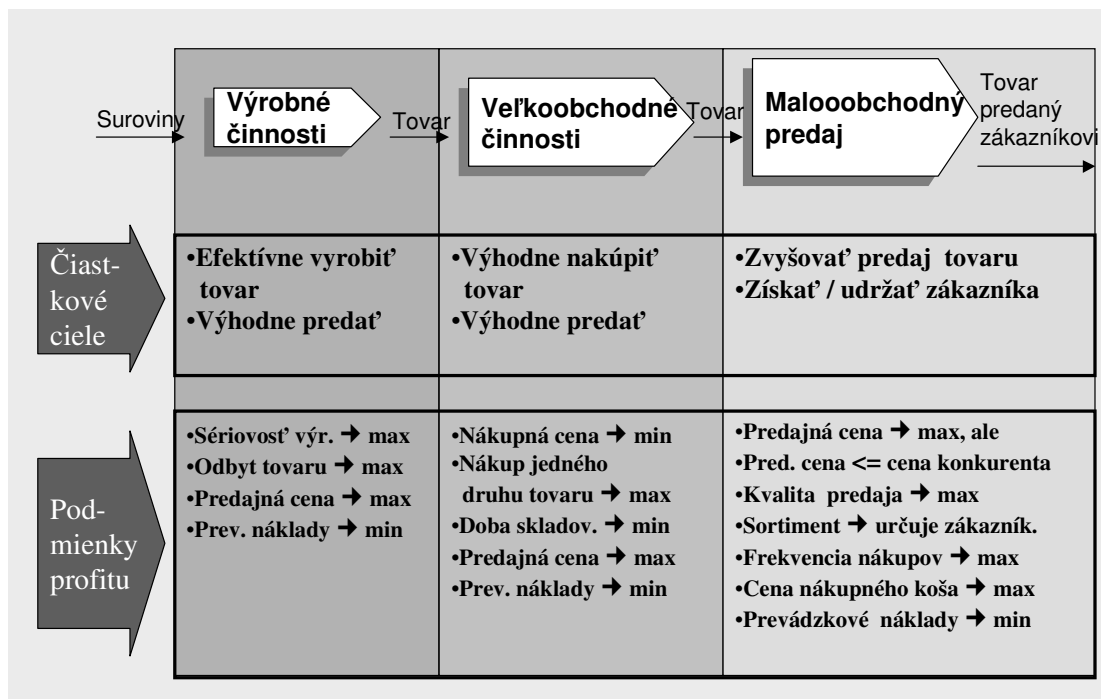 Suroviny
Výrobné
činnosti
Tovar
Veľkoobchodné
činnosti
Tovar
Malooobchodný
predaj
Tovar
predaný
zákazníkovi
Čiast-
kové
ciele
•Efektívne vyrobiť
tovar
•Výhodne predať
•Výhodne nakúpiť
tovar
•Výhodne predať
•Zvyšovať predaj tovaru
•Získať / udržať zákazníka
Pod-
mienky
profitu
•Sériovosť výr. ➔ max
•Odbyt tovaru ➔ max
•Predajná cena ➔ max
•Prev. náklady ➔ min
•Nákupná cena ➔ min
•Nákup jedného
druhu tovaru ➔ max
•Doba skladov. ➔ min
•Predajná cena ➔ max
•Prev. náklady ➔ min
•Predajná cena ➔ max, ale
•Pred. cena <= cena konkurenta
•Kvalita predaja ➔ max
•Sortiment ➔ určuje zákazník.
•Frekvencia nákupov ➔ max
•Cena nákupného koša ➔ max
•Prevádzkové náklady ➔ min